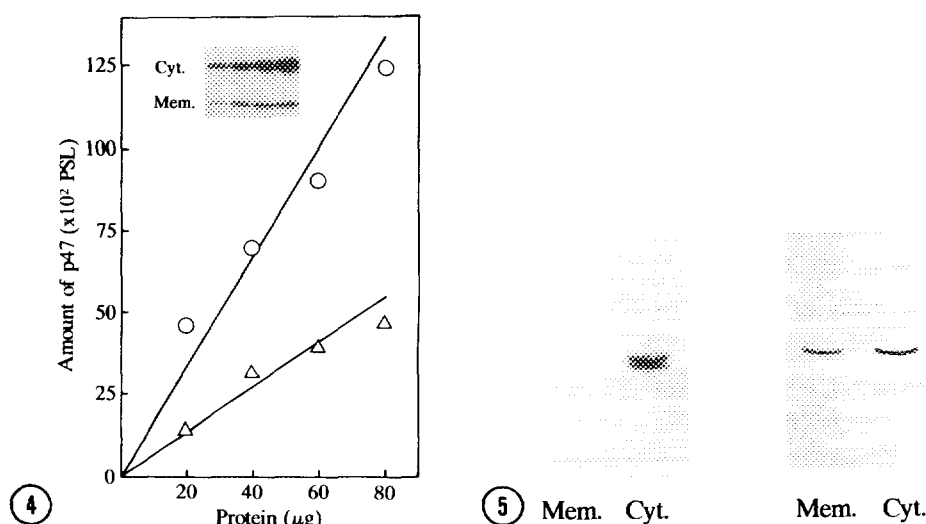 Amount of p47 (x10² PSL)
125
100
75
50
25
0
Cyt.
Mem.
20 40 60 80
Protein (μg)
4
5
Mem. Cyt.
Mem. Cyt.